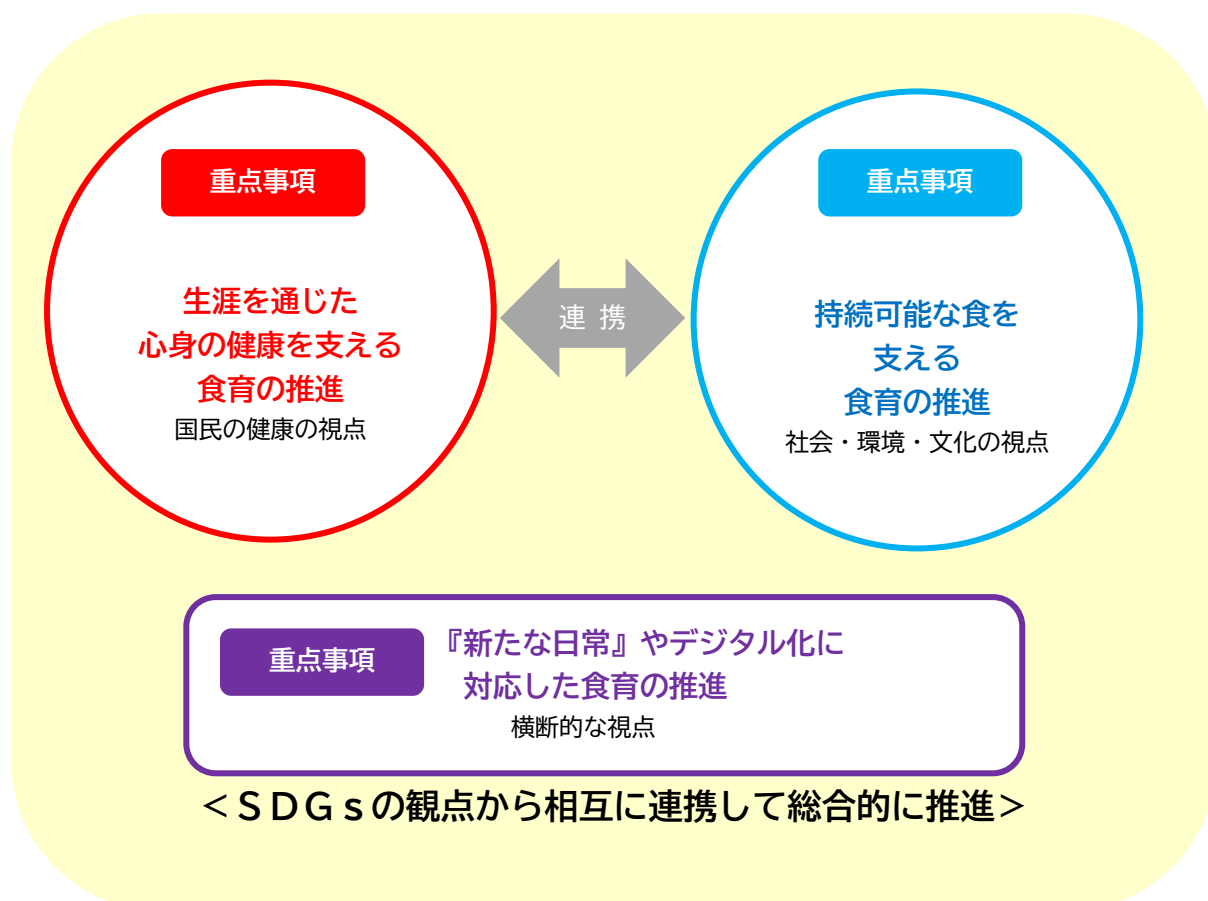 重点事項
生涯を通じた
心身の健康を支える
食育の推進
国民の健康の視点
連 携
重点事項
持続可能な食を
支える
食育の推進
社会・環境・文化の視点
重点事項
『新たな日常』やデジタル化に
対応した食育の推進
横断的な視点
＜ＳＤＧｓの観点から相互に連携して総合的に推進＞